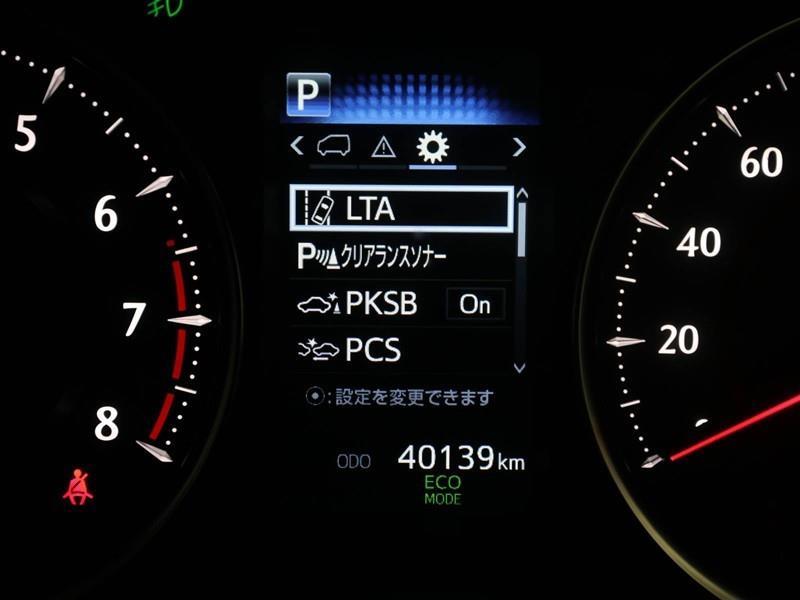 P
5
6
7
8
LTA
P クリアランスソナー
PKSB On
PCS
:設定を変更できます
ODO 40139km
ECO
MODE
60
40
20